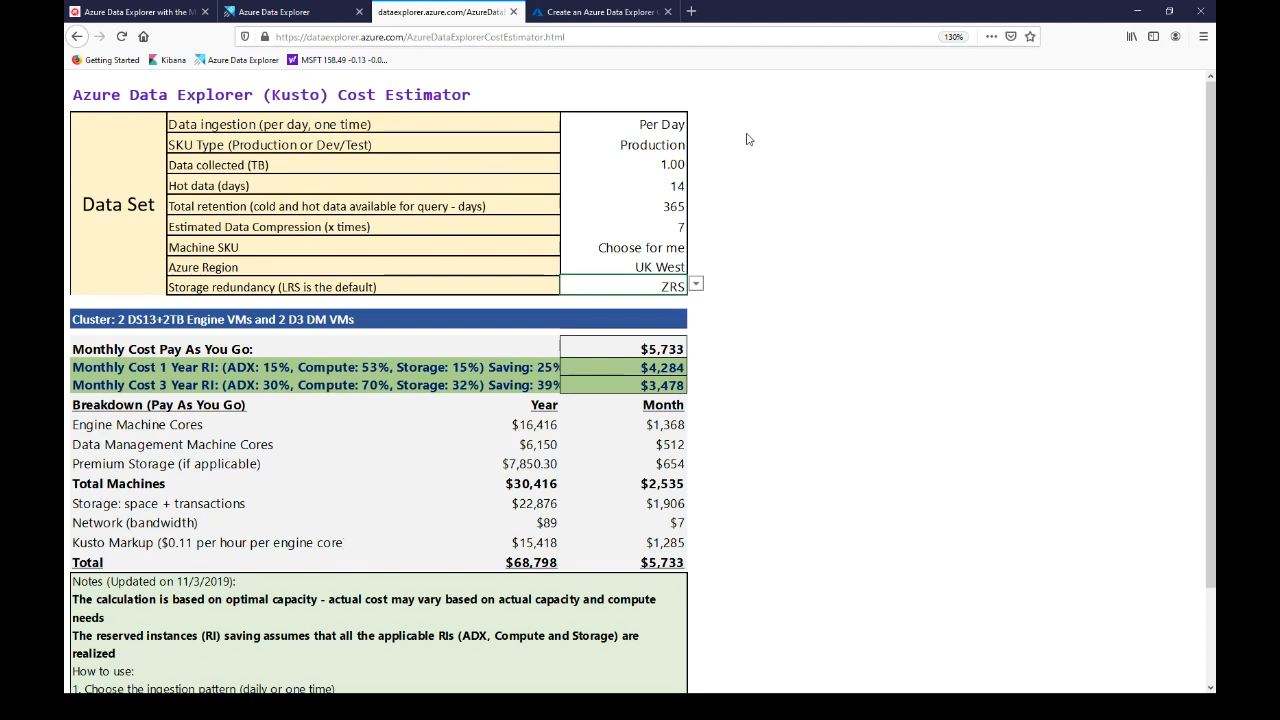 Azure Data Explorer with the M
Azure Data Explorer
dataexplorer.azure.com/AzureData
Create an Azure Data Explorer C
https://dataexplorer.azure.com/AzureDataExplorerCostEstimator.html
130%
Getting Started
Kibana
Azure Data Explorer
MSFT 158.49 -0.13 -0.0...
Azure Data Explorer (Kusto) Cost Estimator
Data Set
Data ingestion (per day, one time) Per Day
SKU Type (Production or Dev/Test) Production
Data collected (TB) 1.00
Hot data (days) 14
Total retention (cold and hot data available for query - days) 365
Estimated Data Compression (x times) 7
Machine SKU Choose for me
Azure Region UK West
Storage redundancy (LRS is the default) ZRS
Cluster: 2 DS13+2TB Engine VMs and 2 D3 DM VMs
Monthly Cost Pay As You Go: $5,733
Monthly Cost 1 Year RI: (ADX: 15%, Compute: 53%, Storage: 15%) Saving: 25% $4,284
Monthly Cost 3 Year RI: (ADX: 30%, Compute: 70%, Storage: 32%) Saving: 39% $3,478
Breakdown (Pay As You Go) Year Month
Engine Machine Cores $16,416 $1,368
Data Management Machine Cores $6,150 $512
Premium Storage (if applicable) $7,850.30 $654
Total Machines $30,416 $2,535
Storage: space + transactions $22,876 $1,906
Network (bandwidth) $89 $7
Kusto Markup ($0.11 per hour per engine core $15,418 $1,285
Total $68,798 $5,733
Notes (Updated on 11/3/2019):
The calculation is based on optimal capacity - actual cost may vary based on actual capacity and compute
needs
The reserved instances (RI) saving assumes that all the applicable RIs (ADX, Compute and Storage) are
realized
How to use:
1. Choose the ingestion pattern (daily or one time)